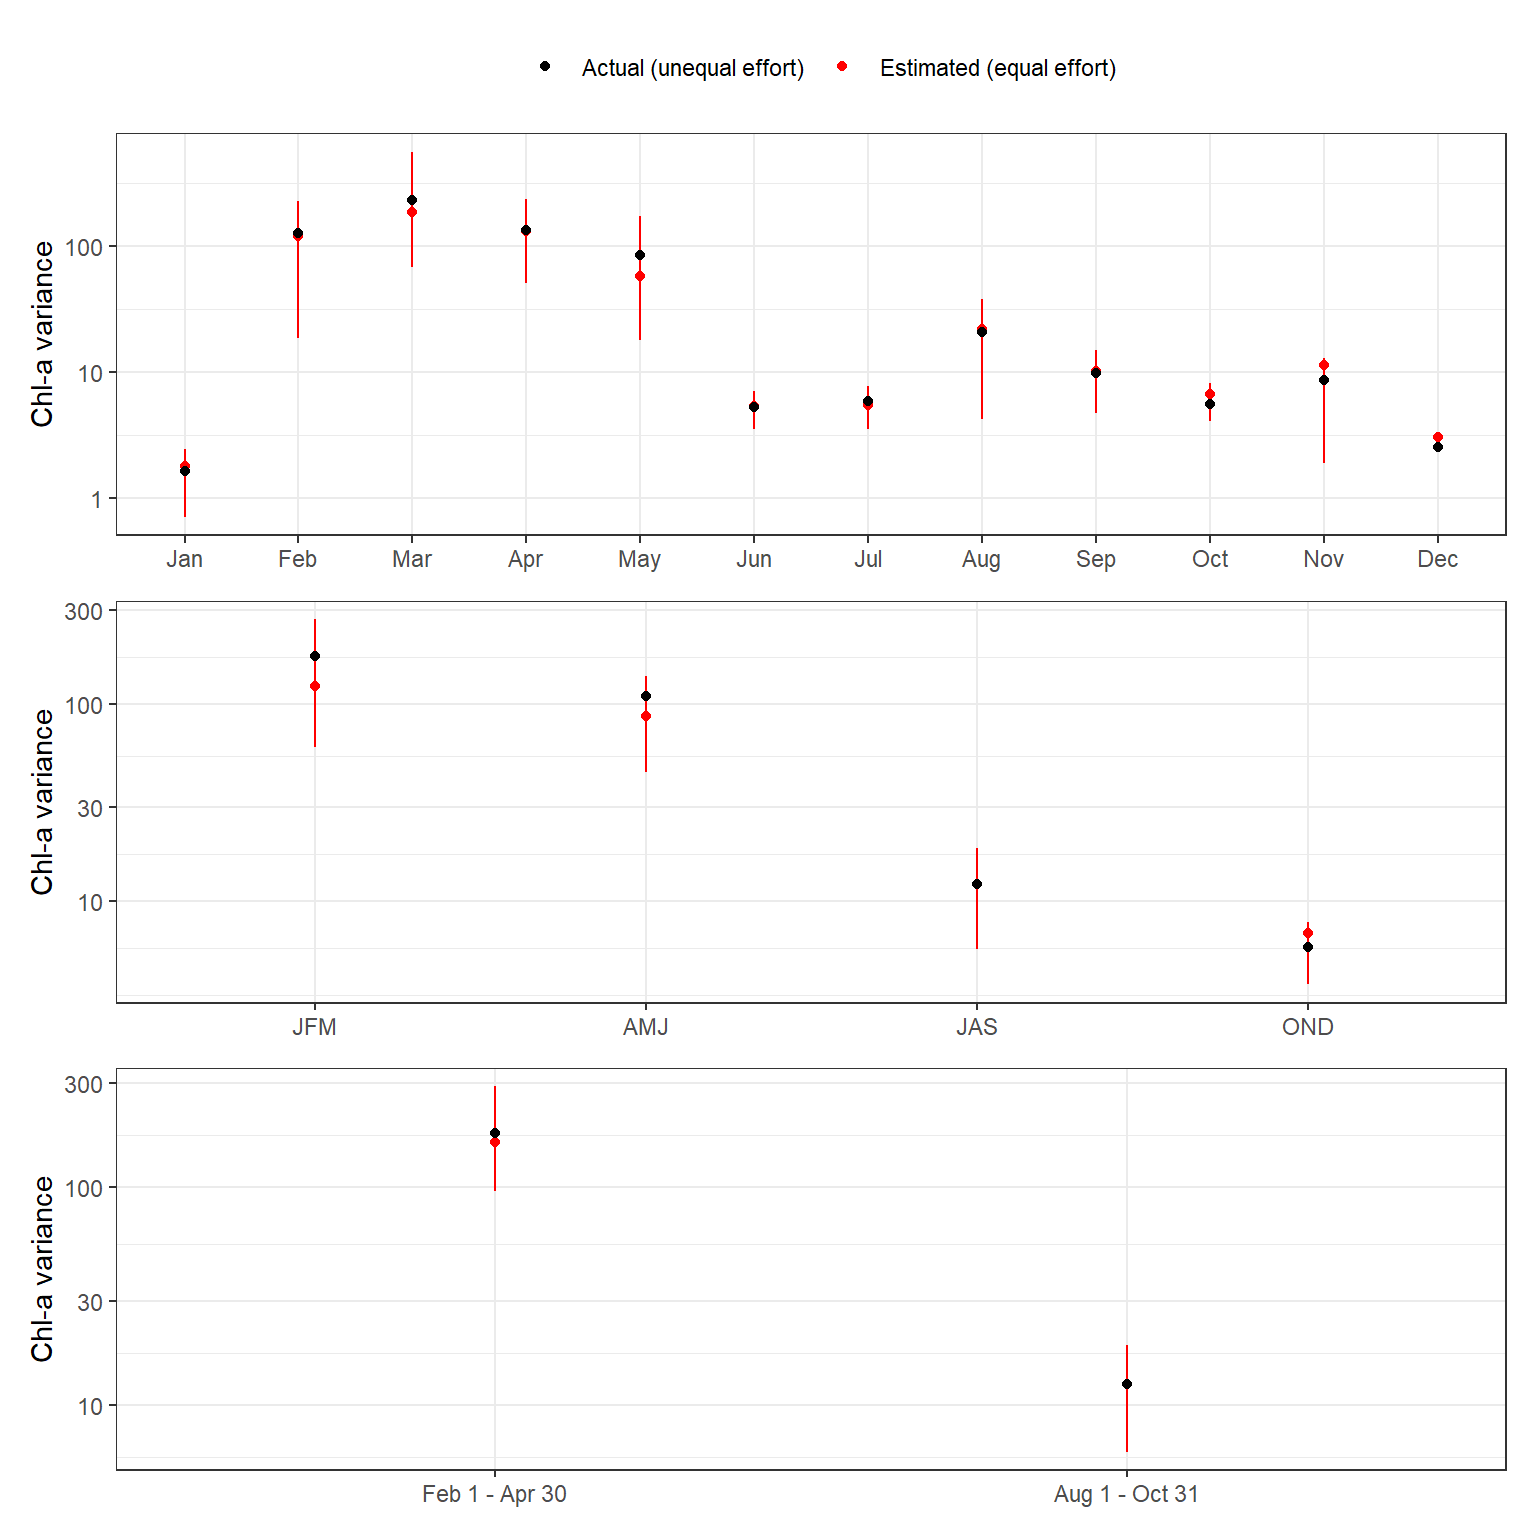 Actual (unequal effort) Estimated (equal effort)
Chl-a variance
100
10
1
Jan Feb Mar Apr May Jun Jul Aug Sep Oct Nov Dec
Chl-a variance
300
100
30
10
JFM AMJ JAS OND
Chl-a variance
300
100
30
10
Feb 1 - Apr 30 Aug 1 - Oct 31